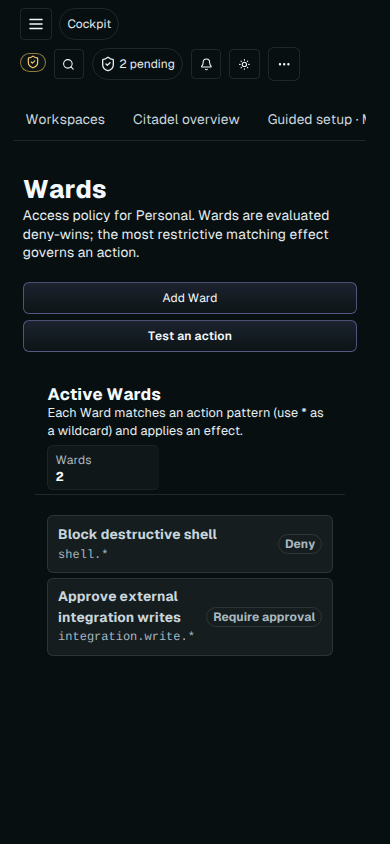 Cockpit
2 pending
Workspaces Citadel overview Guided setup ·
Wards
Access policy for Personal. Wards are evaluated
deny-wins; the most restrictive matching effect
governs an action.
Add Ward
Test an action
Active Wards
Each Ward matches an action pattern (use * as
a wildcard) and applies an effect.
Wards
2
Block destructive shell
shell.*
Deny
Approve external
integration writes
integration.write.*
Require approval